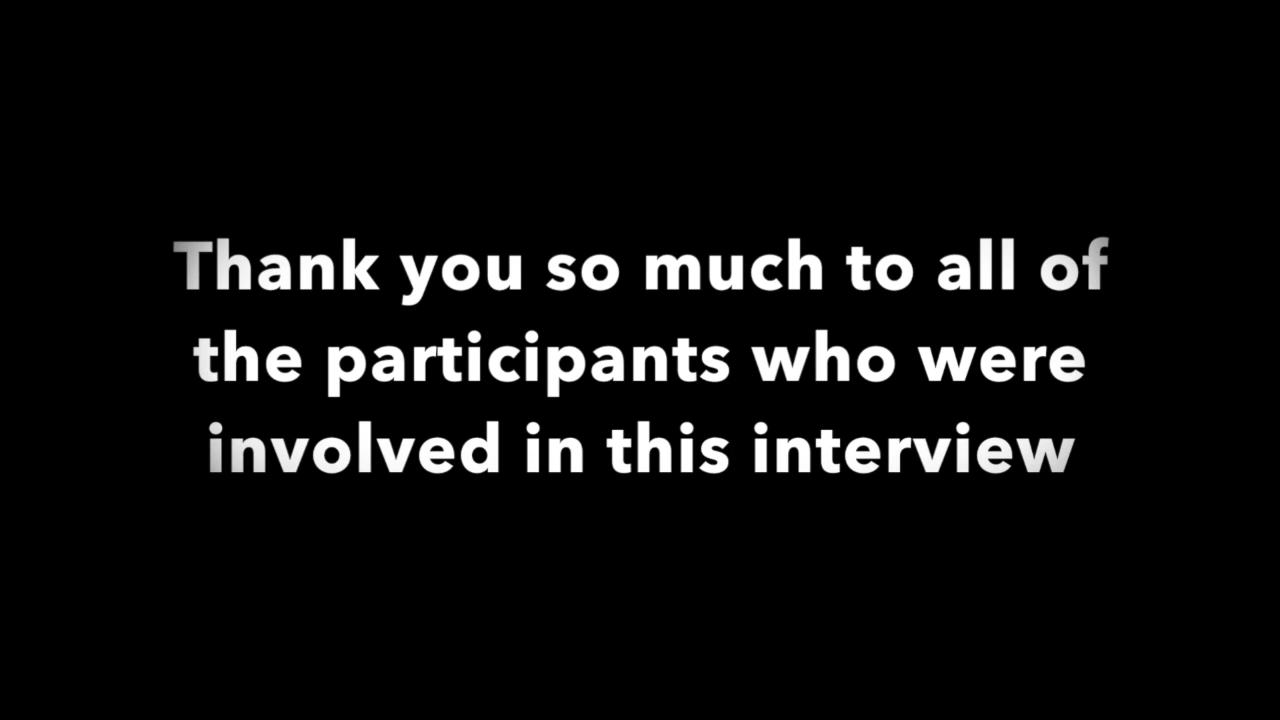 Thank you so much to all of
the participants who were
involved in this interview